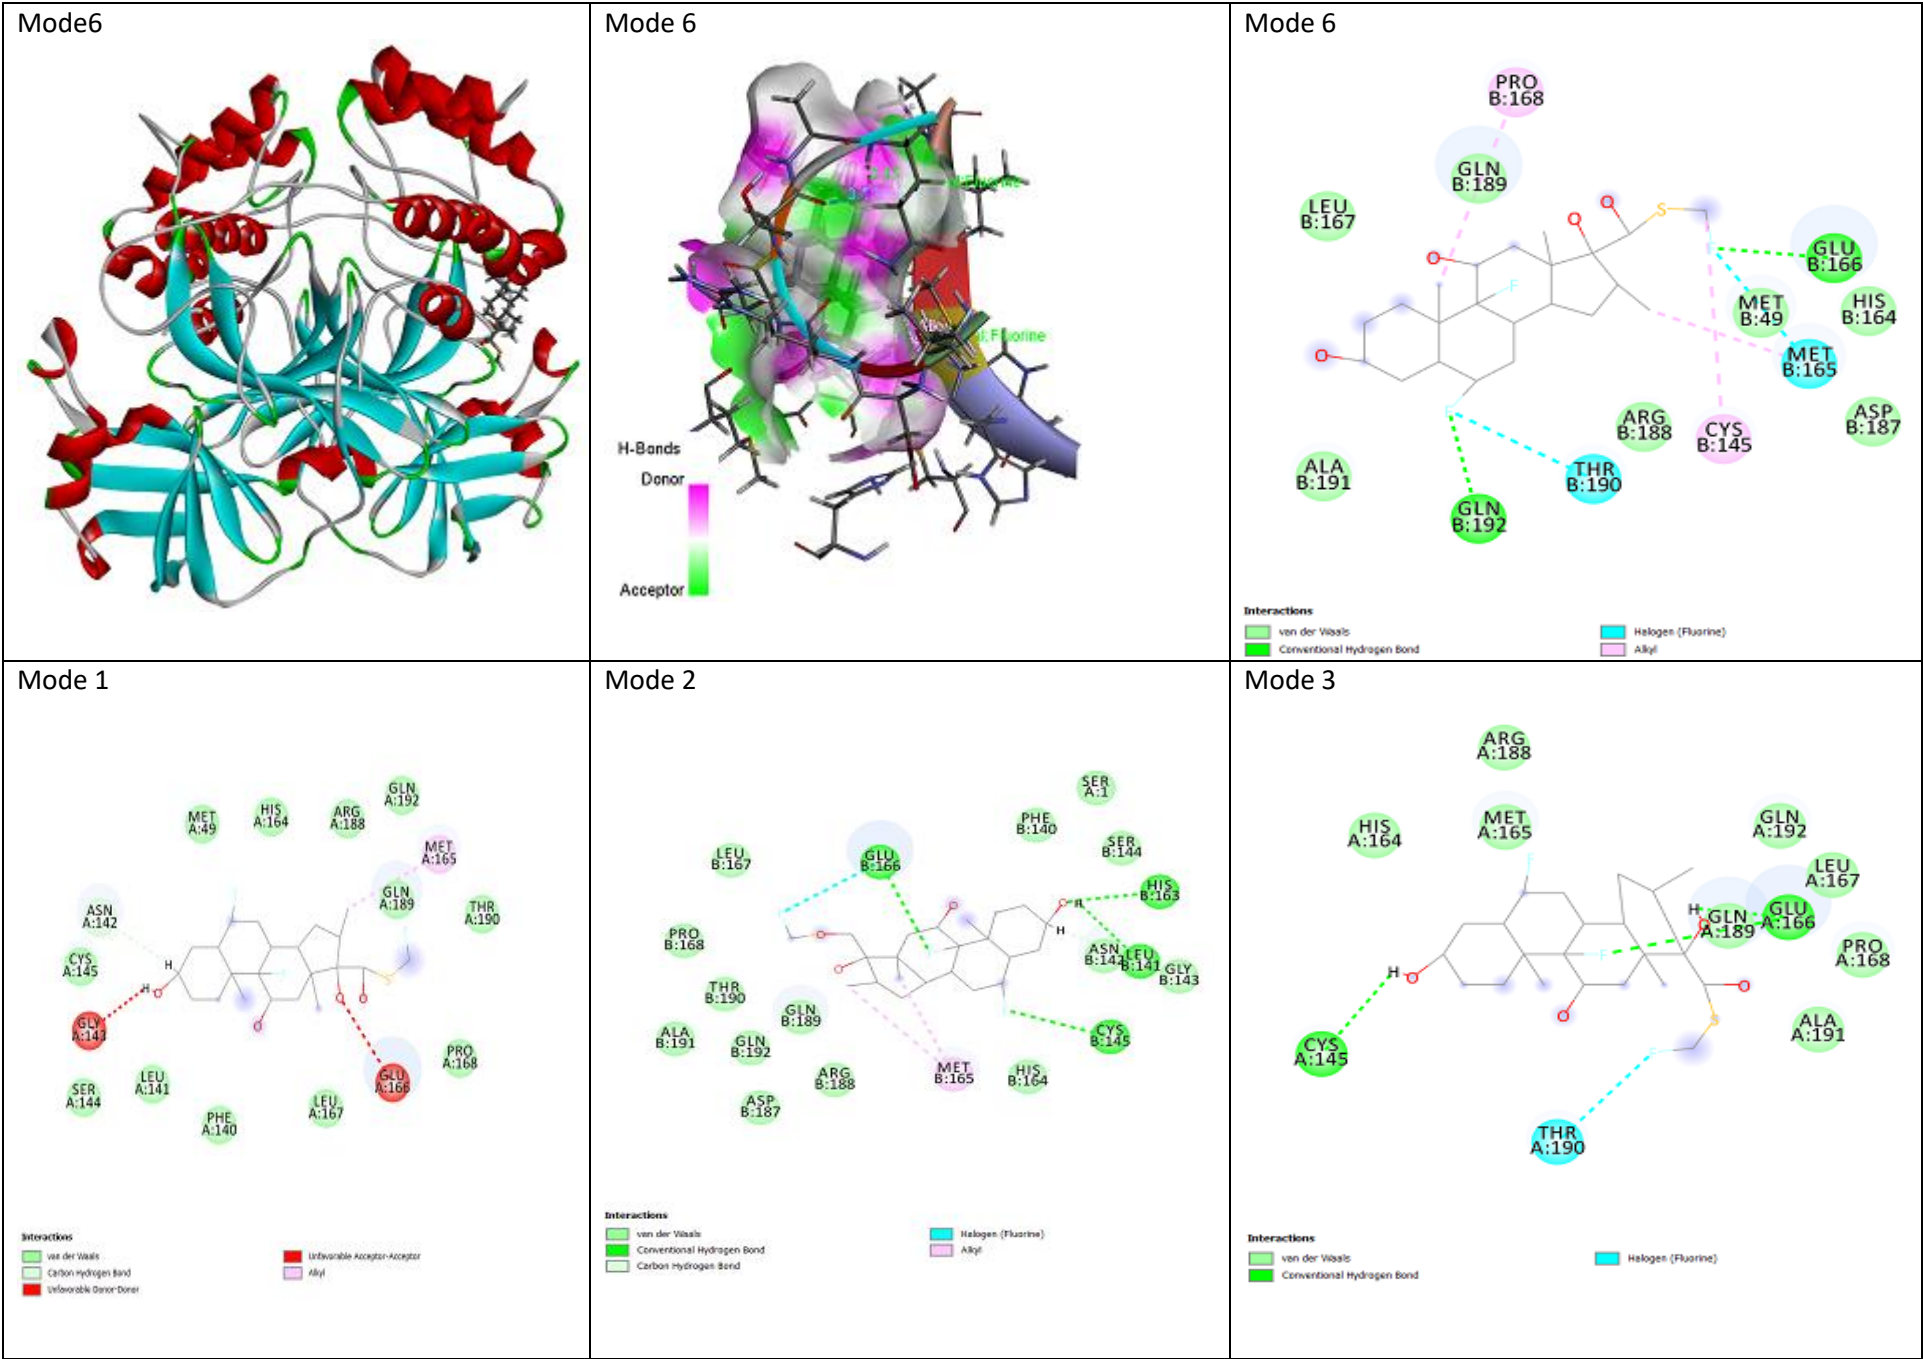 Mode6
Mode 6
H-Bonds
Donor
Acceptor
Mode 6
PRO
B:168
GLN
B:189
LEU
B:167
GLU
B:166
MET
B:49
HIS
B:164
MET
B:165
F
ARG
B:188
CYS
B:145
ASP
B:187
ALA
B:191
THR
B:190
GLN
B:192
O
O
O
O
S
Interactions
van der Waals
Conventional Hydrogen Bond
Halogen (Fluorine)
Alkyl
Mode 1
GLN
A:192
MET
A:49
HIS
A:164
ARG
A:188
MET
A:165
GLN
A:189
THR
A:190
ASN
A:142
CYS
A:145
H
H
O
F
S
O
O
O
GLY
A:143
PRO
A:168
GLU
A:166
LEU
A:141
SER
A:144
LEU
A:167
PHE
A:140
Interactions
van der Waals
Carbon Hydrogen Bond
Unfavorable Donor-Donor
Unfavorable Acceptor-Acceptor
Alkyl
Mode 2
SER
A:1
PHE
B:140
SER
B:144
LEU
B:167
GLU
B:166
HIS
B:163
O
O
O
O
H
H
PRO
B:168
ASN
B:142
LEU
B:141
GLY
B:143
THR
B:190
GLN
B:189
ALA
B:191
GLN
B:192
CYS
B:145
ARG
B:188
MET
B:165
HIS
B:164
ASP
B:187
Interactions
van der Waals
Conventional Hydrogen Bond
Carbon Hydrogen Bond
Halogen (Fluorine)
Alkyl
Mode 3
ARG
A:188
HIS
A:164
MET
A:165
GLN
A:192
LEU
A:167
GLN
A:189
GLU
A:166
PRO
A:168
H
O
F
F
H
O
O
O
S
F
ALA
A:191
CYS
A:145
THR
A:190
Interactions
van der Waals
Conventional Hydrogen Bond
Halogen (Fluorine)